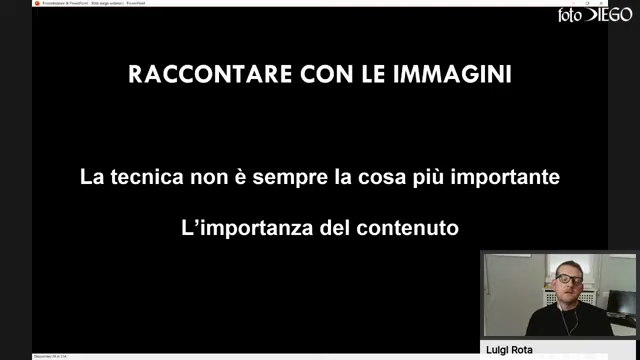 foto DIEGO
RACCONTARE CON LE IMMAGINI
La tecnica non è sempre la cosa più importante
L'importanza del contenuto
Luigi Rota